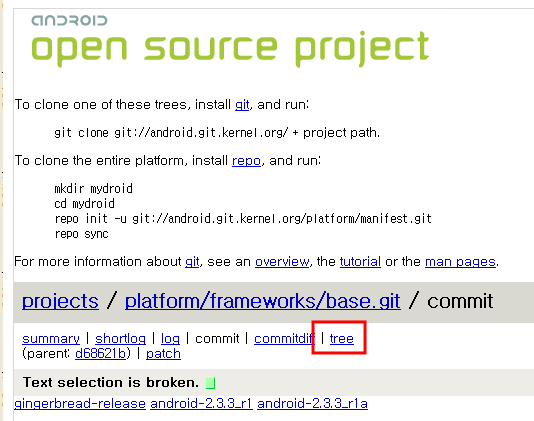 android
open source project
To clone one of these trees, install git, and run:
git clone git://android.git.kernel.org/ + project path.
To clone the entire platform, install repo, and run:
mkdir mydroid
cd mydroid
repo init -u git://android.git.kernel.org/platform/manifest.git
repo sync
For more information about git, see an overview, the tutorial or the man pages.
projects / platform/frameworks/base.git / commit
summary | shortlog | log | commit | commitdiff | tree
(parent: d68621b) | patch
Text selection is broken.
gingerbread-release android-2.3.3_r1 android-2.3.3_r1a